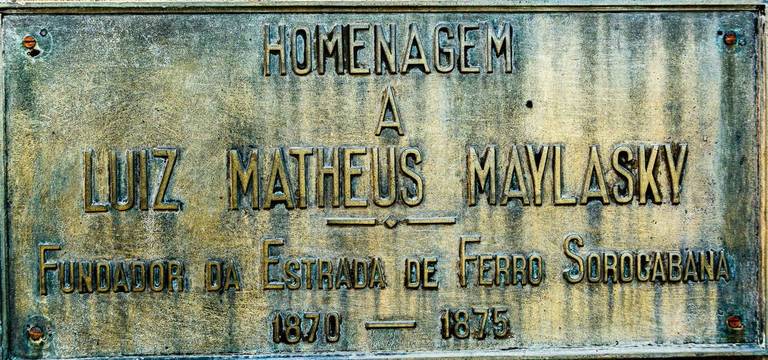 HOMENAGEM
A
LUIZ MATHEUS MAYLASKY
FUNDADOR DA ESTRADA DE FERRO SOROCABANA
1870 — 1875